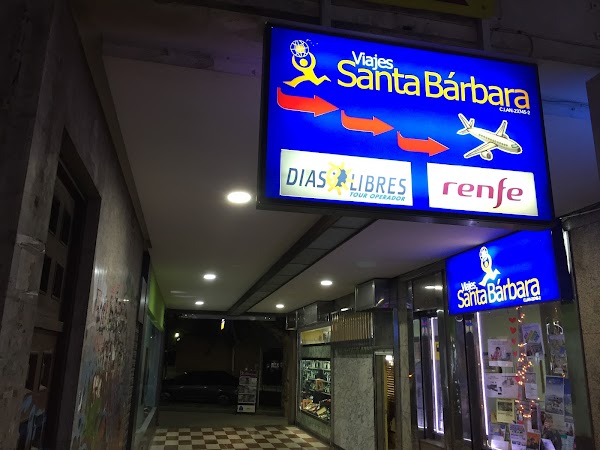 Viajes
Santa Bárbara
DIAS LIBRES
TOUR OPERADOR
renfe
Viajes
Santa Bárbara